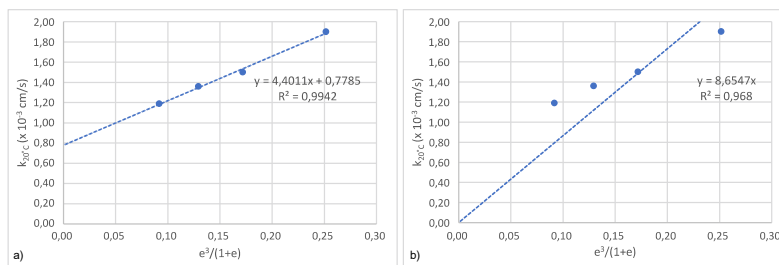 2,00
1,80
1,60
1,40
1,20
1,00
0,80
0,60
0,40
0,20
0,00
k20°C (x 10-3 cm/s)
y = 4,4011x + 0,7785
R² = 0,9942
0,00 0,05 0,10 0,15 0,20 0,25 0,30
e3/(1+e)
a)
2,00
1,80
1,60
1,40
1,20
1,00
0,80
0,60
0,40
0,20
0,00
k20°C (x 10-3 cm/s)
y = 8,6547x
R² = 0,968
0,00 0,05 0,10 0,15 0,20 0,25 0,30
e3/(1+e)
b)